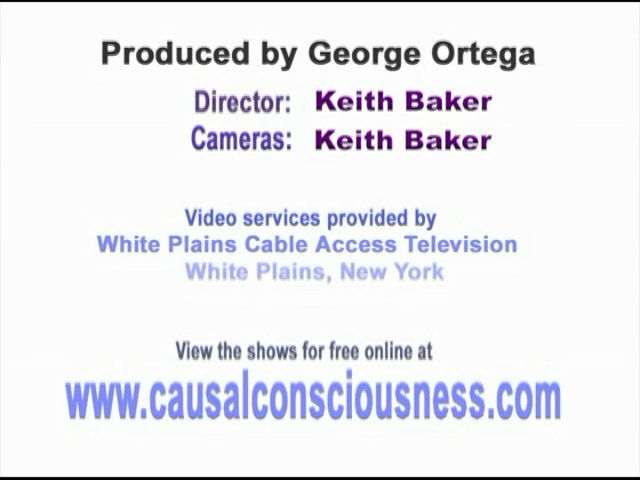 Produced by George Ortega
Director: Keith Baker
Cameras: Keith Baker
Video services provided by
White Plains Cable Access Television
White Plains, New York
View the shows for free online at
www.causalconsciousness.com